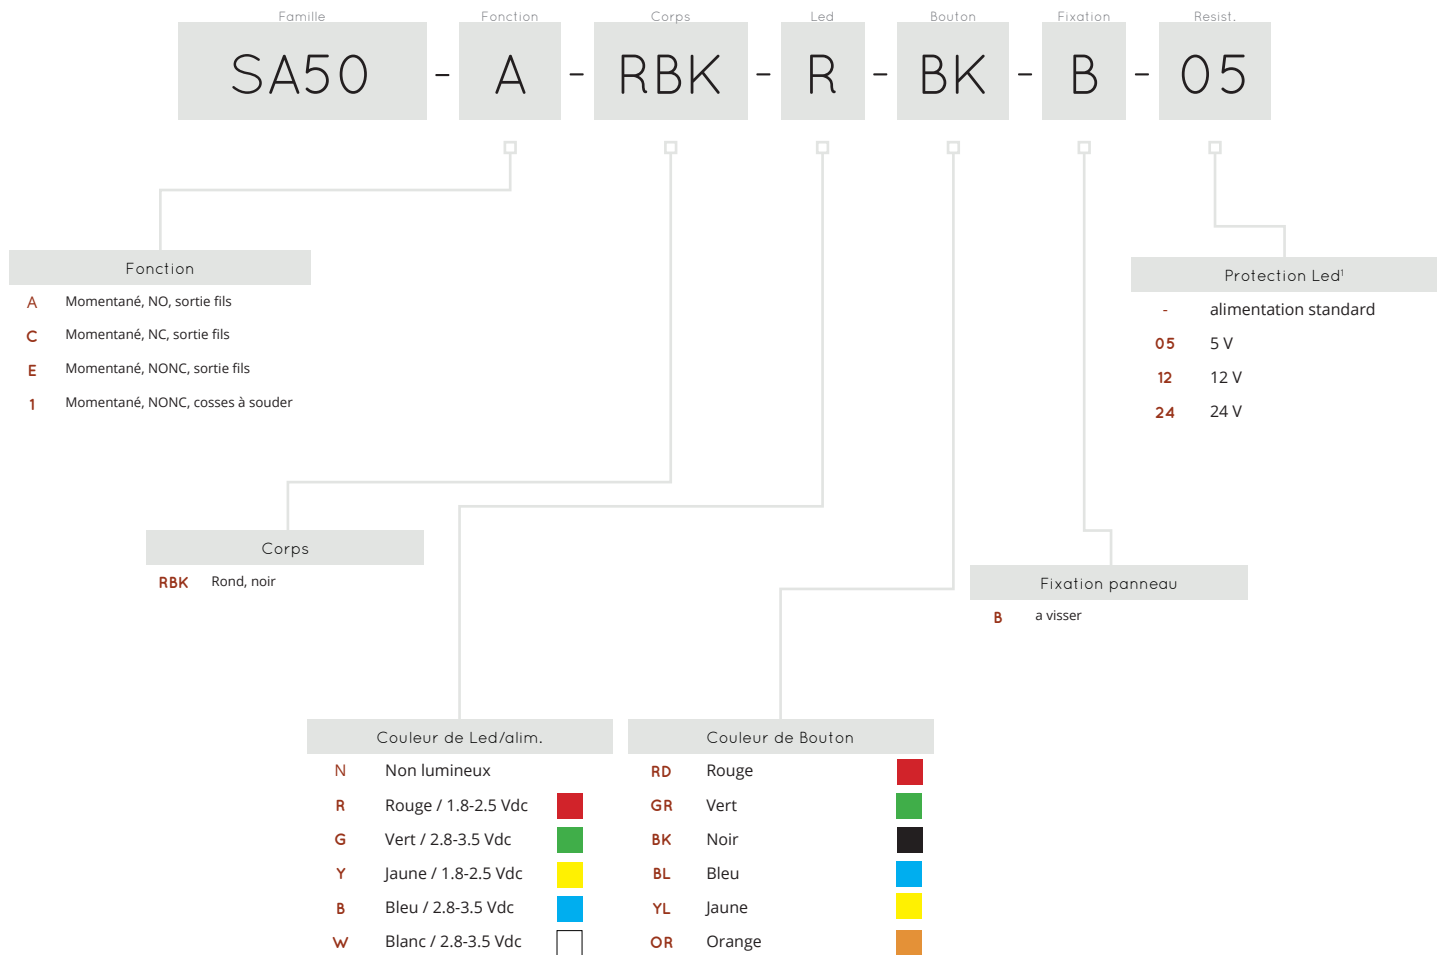 Famille Fonction Corps Led Bouton Fixation Resist.
SA50 - A - RBK - R - BK - B - 05
Fonction
A Momentané, NO, sortie fils
C Momentané, NC, sortie fils
E Momentané, NONC, sortie fils
1 Momentané, NONC, cosses à souder
Protection Led¹
- alimentation standard
05 5 V
12 12 V
24 24 V
Corps
RBK Rond, noir
Fixation panneau
B a visser
Couleur de Led/alim.
N Non lumineux
R Rouge / 1.8-2.5 Vdc
G Vert / 2.8-3.5 Vdc
Y Jaune / 1.8-2.5 Vdc
B Bleu / 2.8-3.5 Vdc
W Blanc / 2.8-3.5 Vdc
Couleur de Bouton
RD Rouge
GR Vert
BK Noir
BL Bleu
YL Jaune
OR Orange